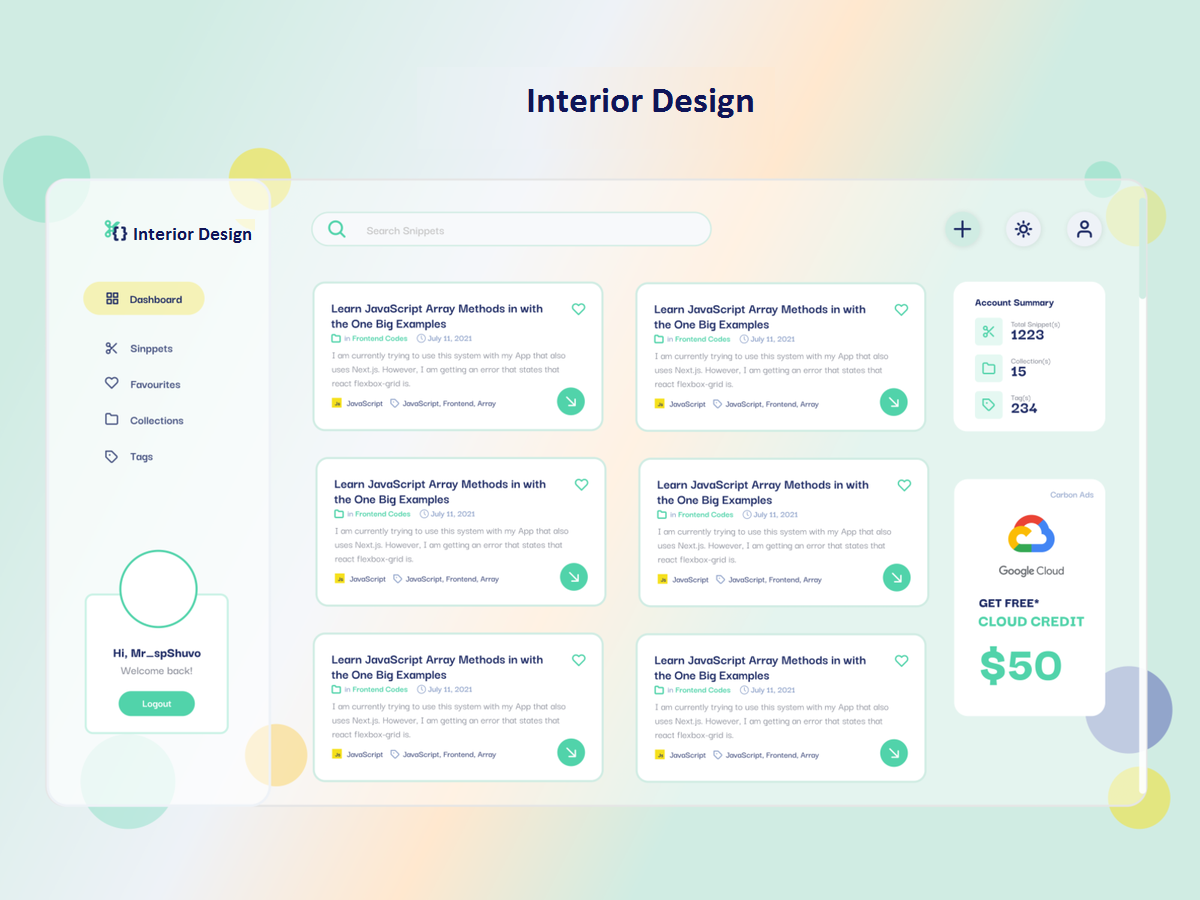 Interior Design
{} Interior Design
Search Snippets
Dashboard
Sinppets
Favourites
Collections
Tags
Hi, Mr_spShuvo
Welcome back!
Logout
Learn JavaScript Array Methods in with
the One Big Examples
in Frontend Codes July 11, 2021
I am currently trying to use this system with my App that also
uses Next.js. However, I am getting an error that states that
react flexbox-grid is.
JS JavaScript JavaScript, Frontend, Array
Learn JavaScript Array Methods in with
the One Big Examples
in Frontend Codes July 11, 2021
I am currently trying to use this system with my App that also
uses Next.js. However, I am getting an error that states that
react flexbox-grid is.
JS JavaScript JavaScript, Frontend, Array
Learn JavaScript Array Methods in with
the One Big Examples
in Frontend Codes July 11, 2021
I am currently trying to use this system with my App that also
uses Next.js. However, I am getting an error that states that
react flexbox-grid is.
JS JavaScript JavaScript, Frontend, Array
Learn JavaScript Array Methods in with
the One Big Examples
in Frontend Codes July 11, 2021
I am currently trying to use this system with my App that also
uses Next.js. However, I am getting an error that states that
react flexbox-grid is.
JS JavaScript JavaScript, Frontend, Array
Learn JavaScript Array Methods in with
the One Big Examples
in Frontend Codes July 11, 2021
I am currently trying to use this system with my App that also
uses Next.js. However, I am getting an error that states that
react flexbox-grid is.
JS JavaScript JavaScript, Frontend, Array
Learn JavaScript Array Methods in with
the One Big Examples
in Frontend Codes July 11, 2021
I am currently trying to use this system with my App that also
uses Next.js. However, I am getting an error that states that
react flexbox-grid is.
JS JavaScript JavaScript, Frontend, Array
Account Summary
Total Snippet(s)
1223
Collection(s)
15
Tag(s)
234
Carbon Ads
Google Cloud
GET FREE*
CLOUD CREDIT
$50